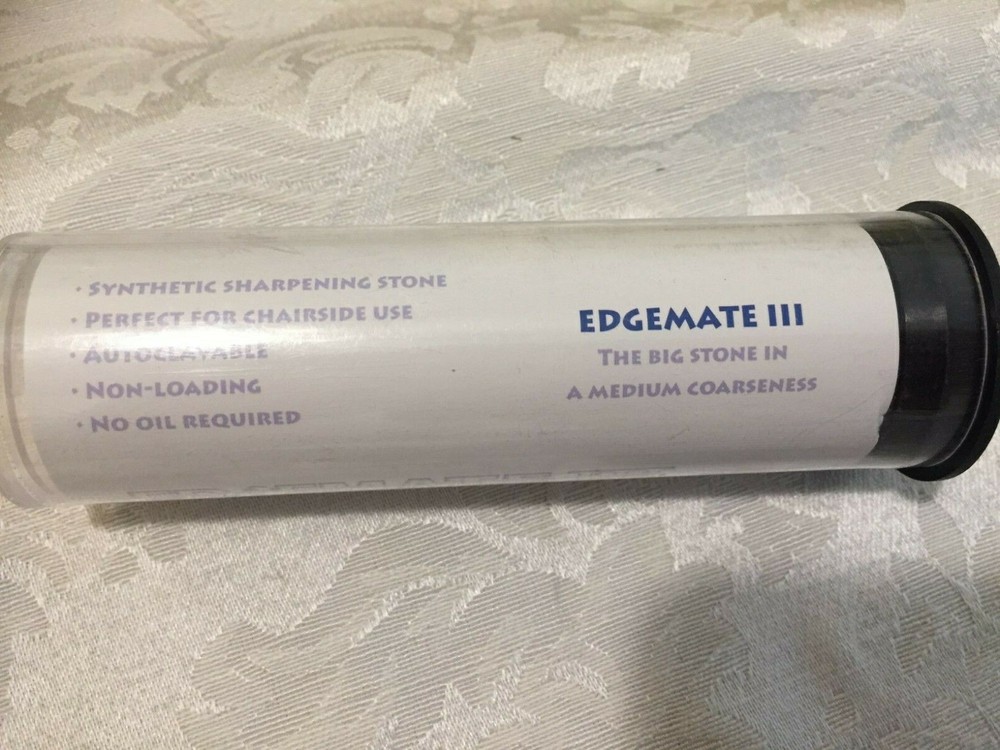 • SYNTHETIC SHARPENING STONE
• PERFECT FOR CHAIRSIDE USE
• AUTOCLAVABLE
• NON-LOADING
• NO OIL REQUIRED
EDGEMATE III
THE BIG STONE IN
A MEDIUM COARSENESS